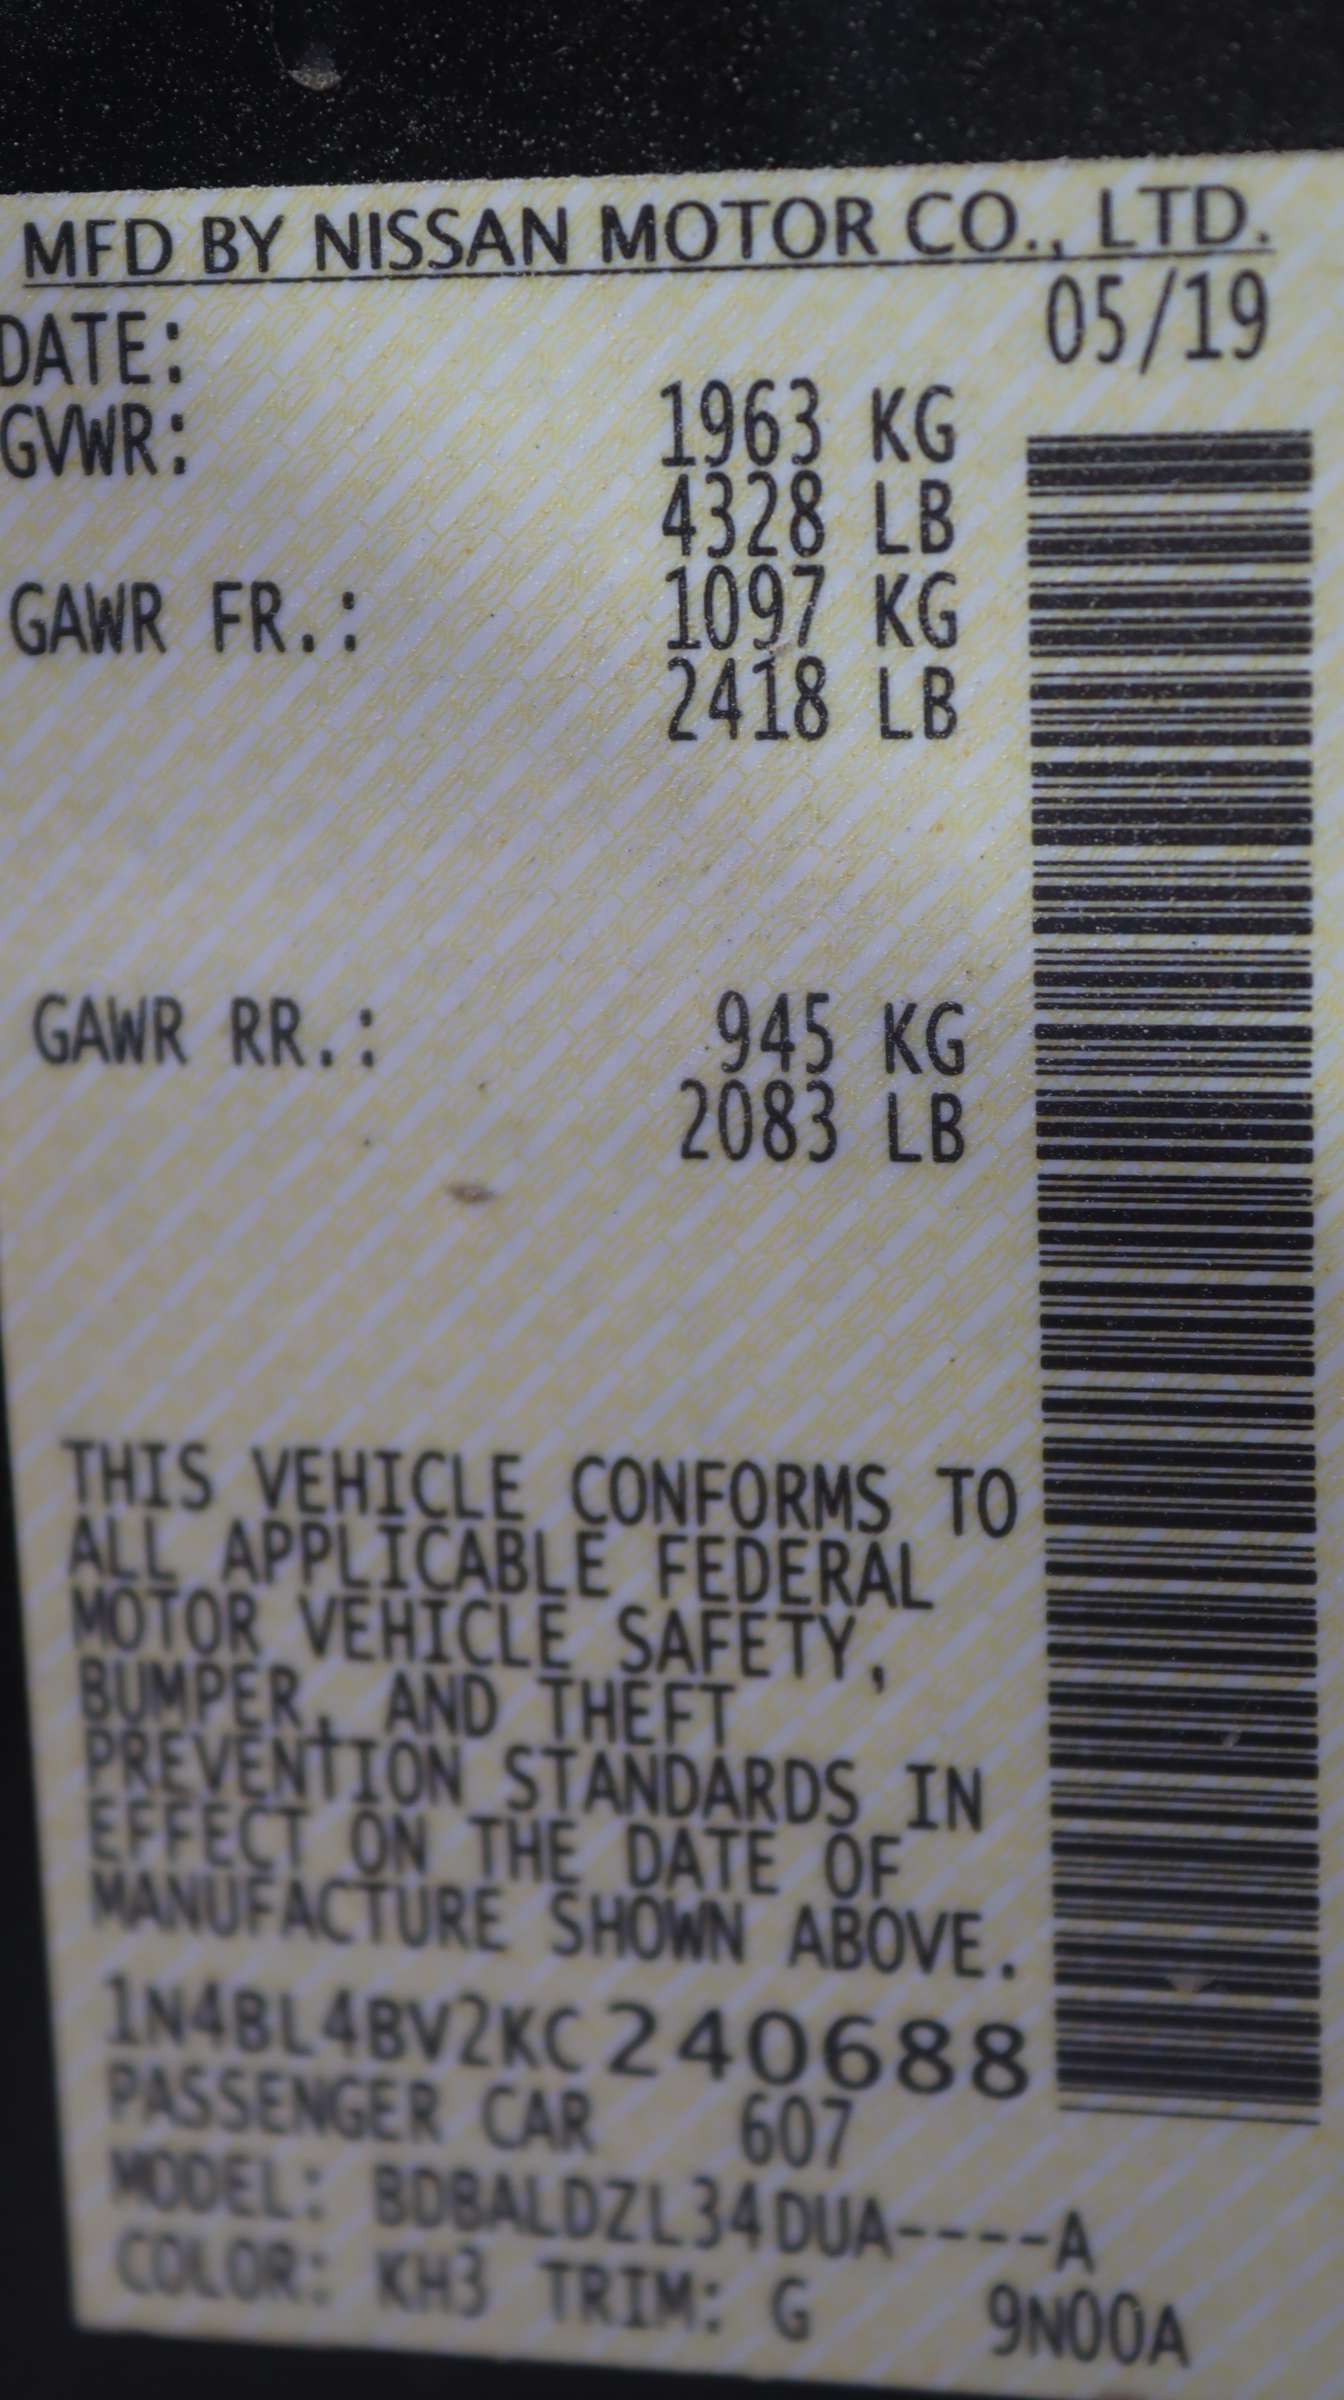 MFD BY NISSAN MOTOR CO., LTD.
DATE: 05/19
GVWR: 1963 KG
4328 LB
GAWR FR.: 1097 KG
2418 LB
GAWR RR.: 945 KG
2083 LB
THIS VEHICLE CONFORMS TO
ALL APPLICABLE FEDERAL
MOTOR VEHICLE SAFETY,
BUMPER, AND THEFT
PREVENTION STANDARDS IN
EFFECT ON THE DATE OF
MANUFACTURE SHOWN ABOVE.
1N4BL4BV2KC240688
PASSENGER CAR 607
MODEL: BDBALDZL34DUA----A
COLOR: KH3 TRIM: G 9N00A